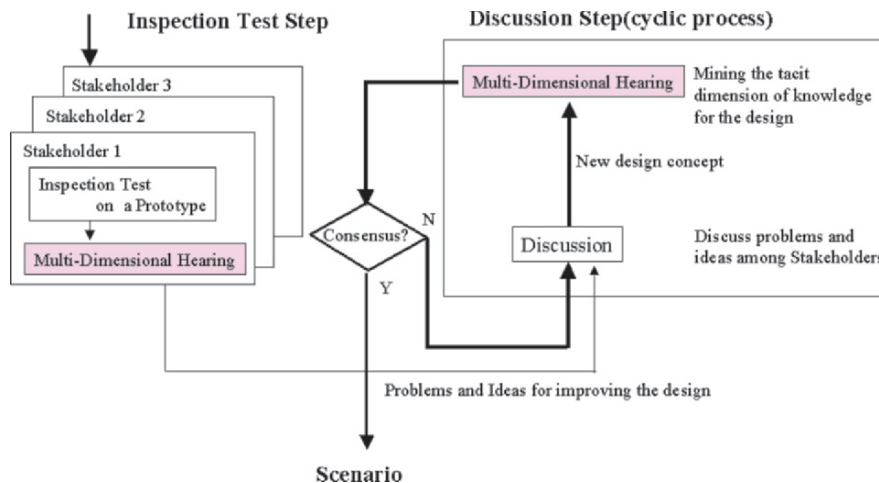 Inspection Test Step
Discussion Step(cyclic process)
Stakeholder 3
Stakeholder 2
Stakeholder 1
Inspection Test
on a Prototype
Multi-Dimensional Hearing
Consensus?
N
Y
Multi-Dimensional Hearing
Mining the tacit
dimension of knowledge
for the design
New design concept
Discussion
Discuss problems and
ideas among Stakeholders
Problems and Ideas for improving the design
Scenario